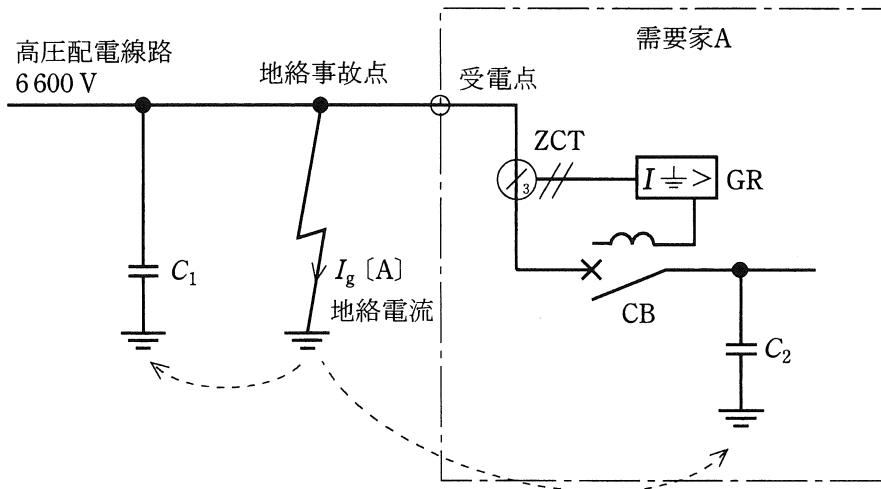 高圧配電線路
6 600 V
地絡事故点
受電点
需要家A
ZCT
3
I ⏚ >
GR
C₁
I_g〔A〕
地絡電流
CB
C₂